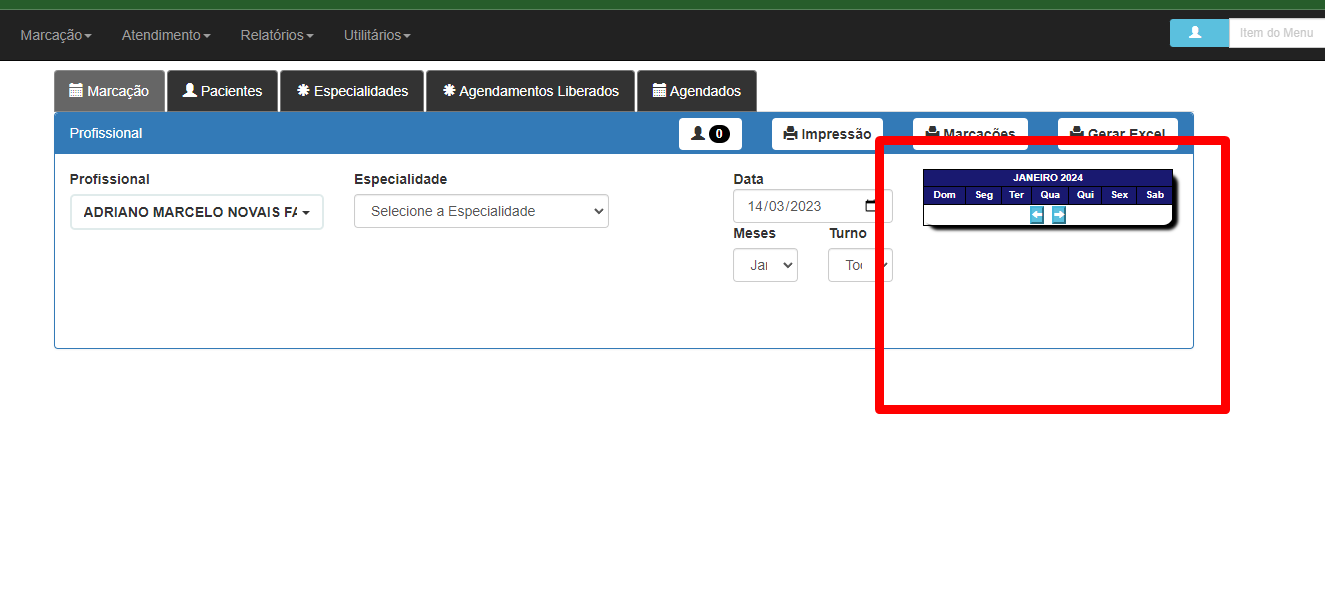 Marcação Atendimento Relatórios Utilitários Item do Menu
Marcação Pacientes Especialidades Agendamentos Liberados Agendados
Profissional 0 Impressão Marcações Gerar Excel
Profissional Especialidade Data
ADRIANO MARCELO NOVAIS FA Selecione a Especialidade 14/03/2023
Meses Turno
Jai Toc
JANEIRO 2024
Dom Seg Ter Qua Qui Sex Sab